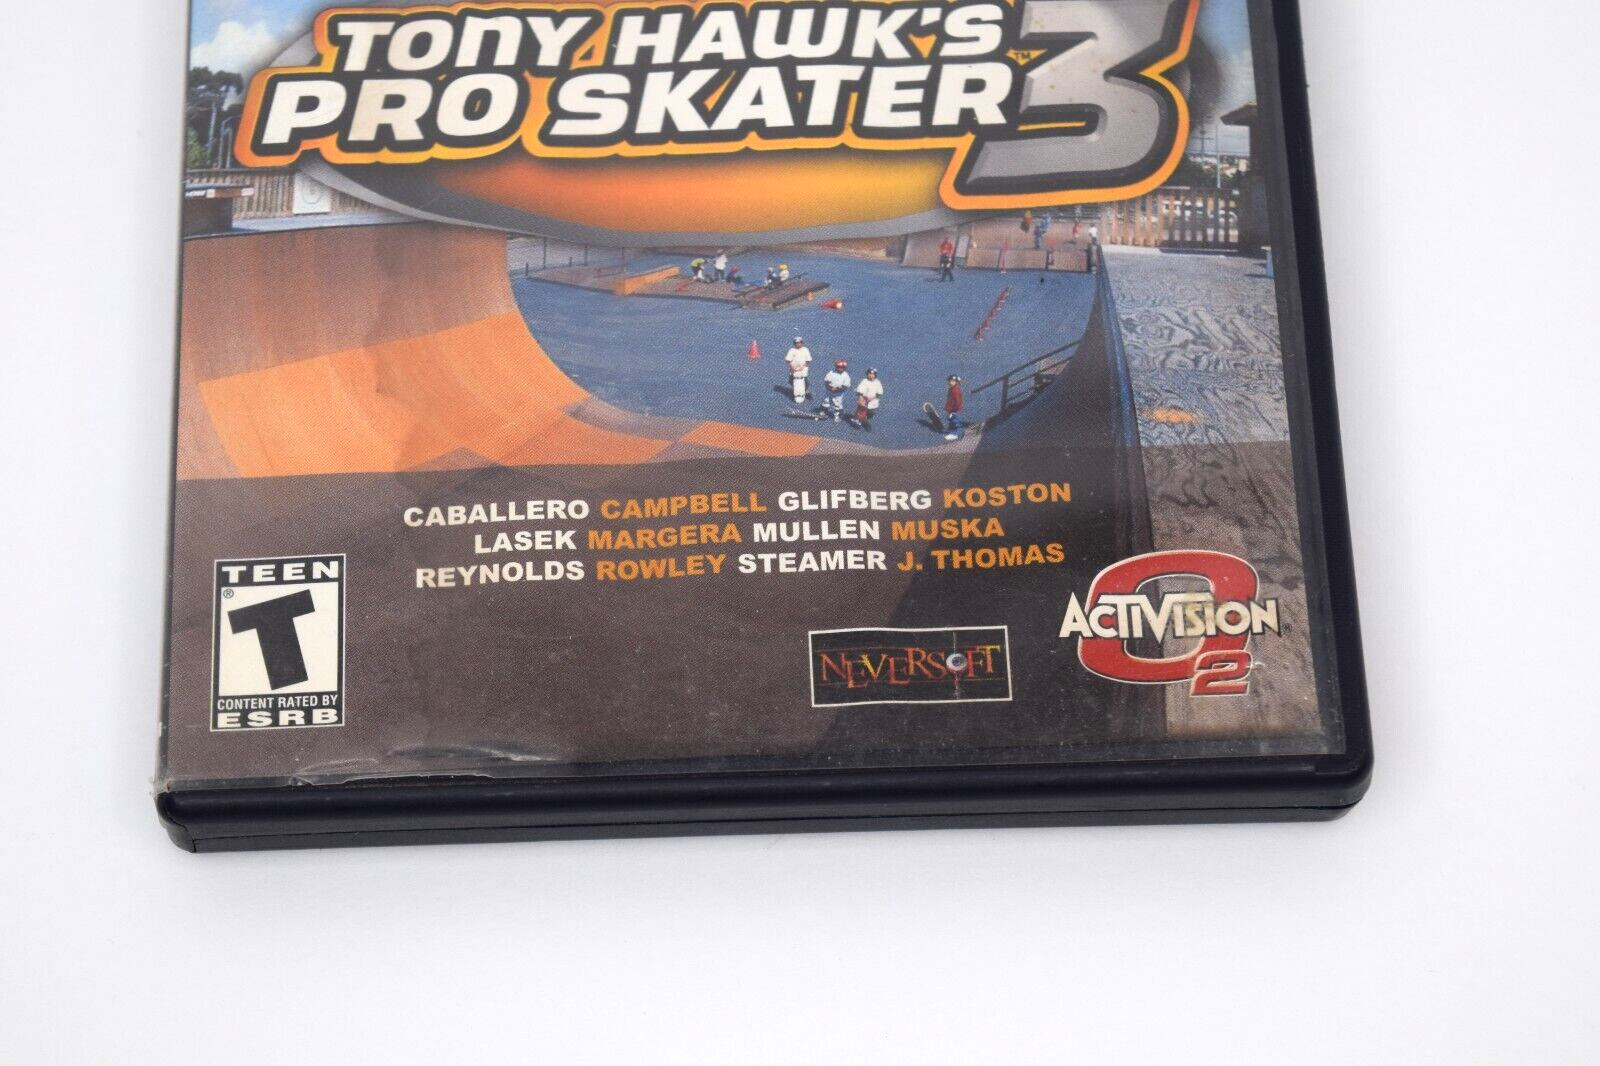 TONY HAWK'S
PRO SKATER 3
TM
CABALLERO CAMPBELL GLIFBERG KOSTON
LASEK MARGERA MULLEN MUSKA
REYNOLDS ROWLEY STEAMER J. THOMAS
TEEN
T
®
CONTENT RATED BY
ESRB
NEVERSOFT
ACTIVISION®
O2